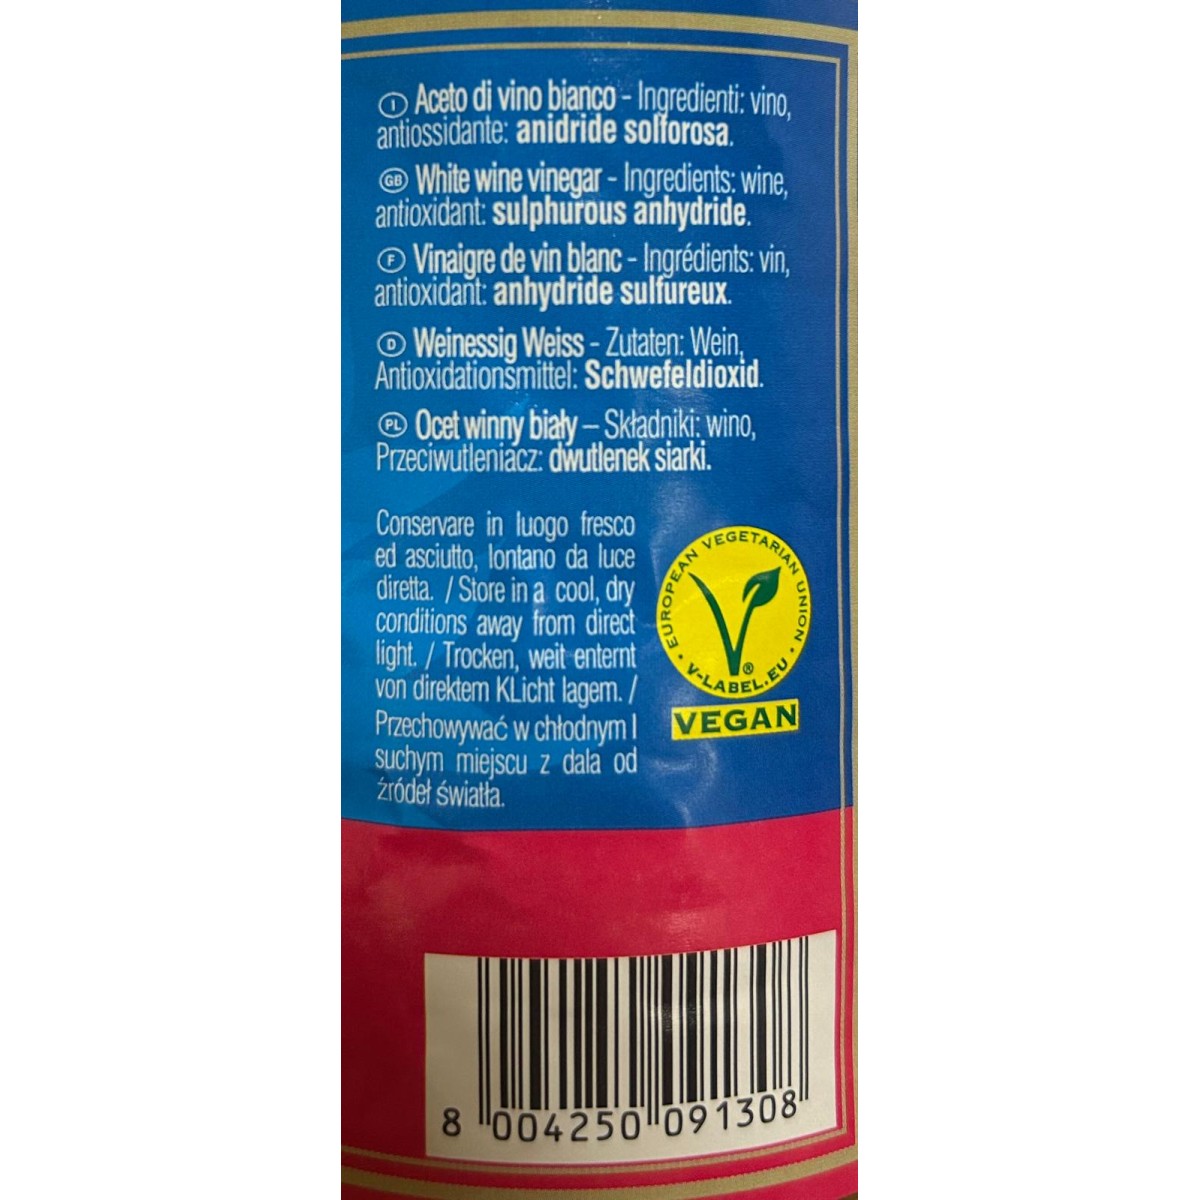 I Aceto di vino bianco - Ingredienti: vino,
antiossidante: anidride solforosa.
GB White wine vinegar - Ingredients: wine,
antioxidant: sulphurous anhydride.
F Vinaigre de vin blanc - Ingrédients: vin,
antioxidant: anhydride sulfureux.
D Weinessig Weiss - Zutaten: Wein,
Antioxidationsmittel: Schwefeldioxid.
PL Ocet winny biały – Składniki: wino,
Przeciwutleniacz: dwutlenek siarki.
Conservare in luogo fresco
ed asciutto, lontano da luce
diretta. / Store in a cool, dry
conditions away from direct
light. / Trocken, weit enternt
von direktem KLicht lagem. /
Przechowywać w chłodnym I
suchym miejscu z dala od
źródeł światła.
• EUROPEAN VEGETARIAN UNION •
V-LABEL.EU
®
VEGAN
8 004250 091308